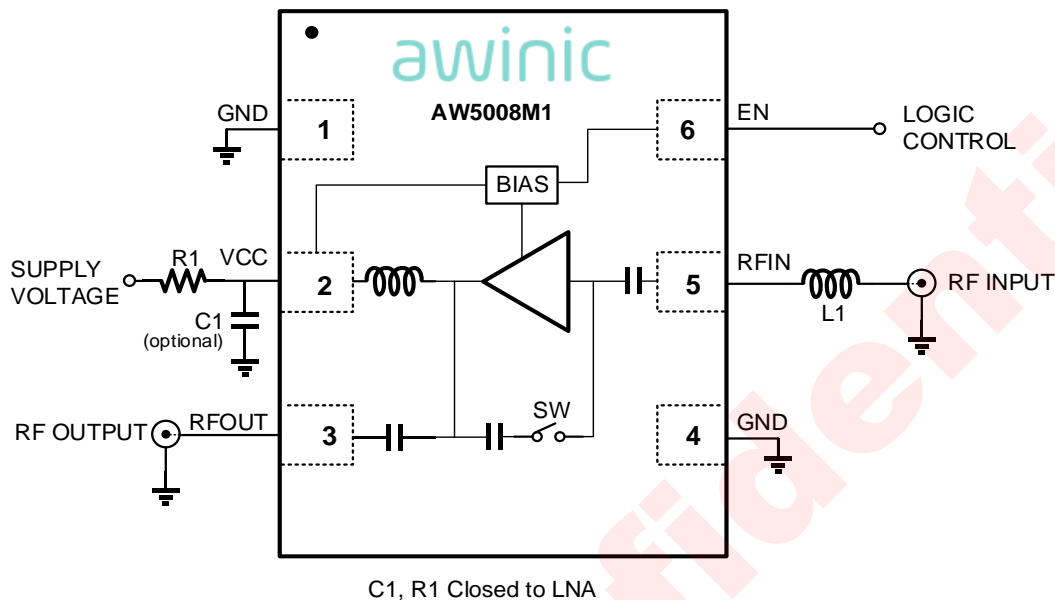 awinic
AW5008M1
GND
1
6
EN
LOGIC
CONTROL
BIAS
SUPPLY
VOLTAGE
R1
VCC
2
5
RFIN
RF INPUT
C1
(optional)
L1
RF OUTPUT
RFOUT
3
SW
4
GND
C1, R1 Closed to LNA
fidenti